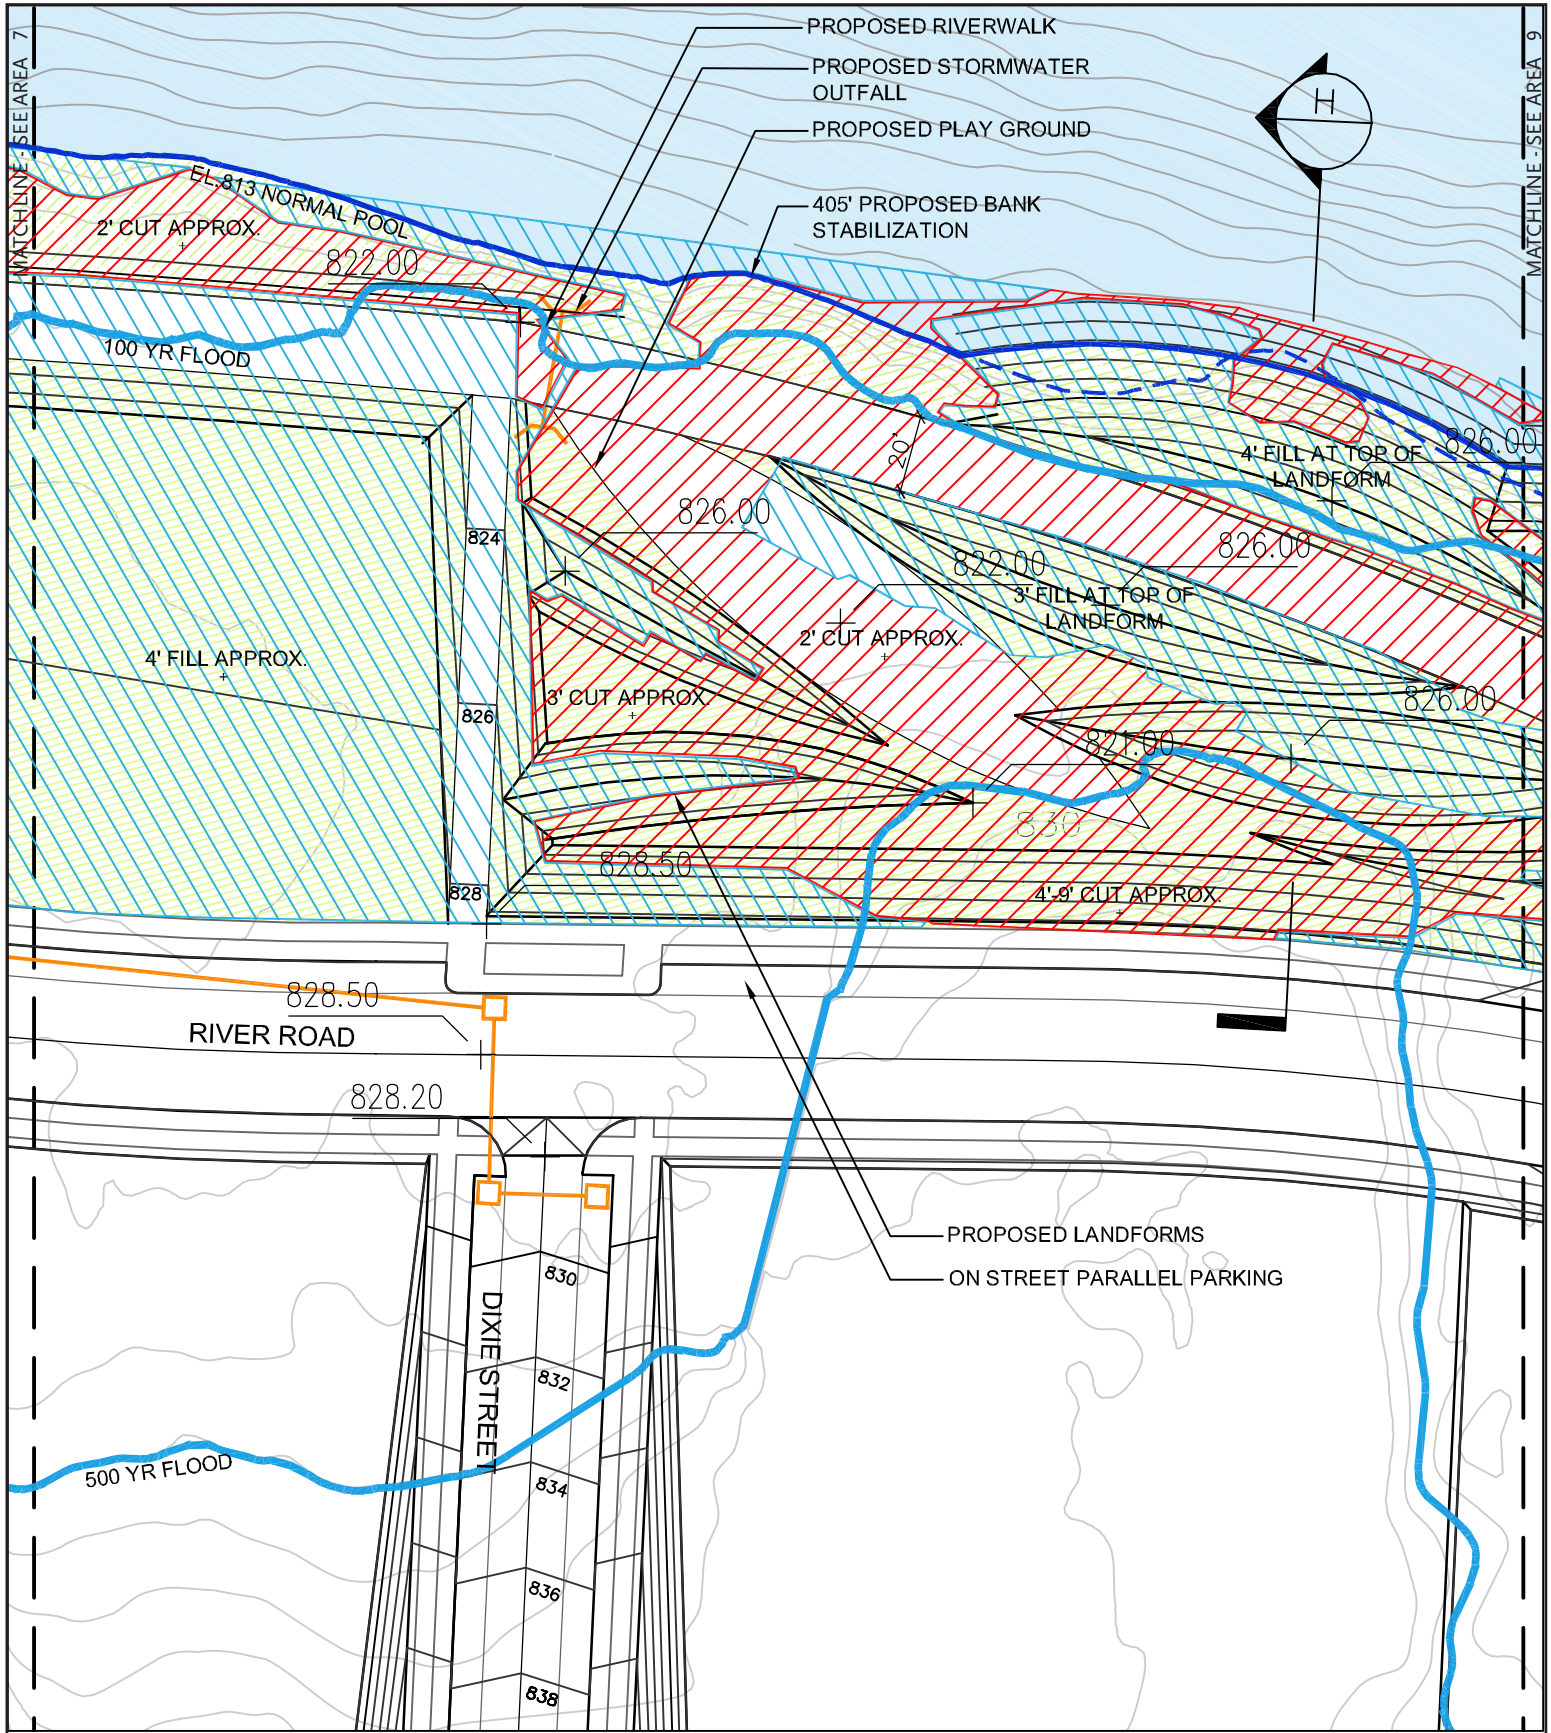 PROPOSED RIVERWALK
PROPOSED STORMWATER
OUTFALL
PROPOSED PLAY GROUND
405' PROPOSED BANK
STABILIZATION
H
MATCHLINE - SEE AREA 7
MATCHLINE - SEE AREA 9
EL.813 NORMAL POOL
2' CUT APPROX.
822.00
100 YR FLOOD
20'
826.00
4' FILL AT TOP OF
LANDFORM
826.00
826.00
822.00
3' FILL AT TOP OF
LANDFORM
824
2' CUT APPROX.
4' FILL APPROX.
3' CUT APPROX.
826.00
826
821.00
830
828.50
828
4'-9' CUT APPROX.
828.50
RIVER ROAD
828.20
PROPOSED LANDFORMS
ON STREET PARALLEL PARKING
830
DIXIE STREET
832
500 YR FLOOD
834
836
838